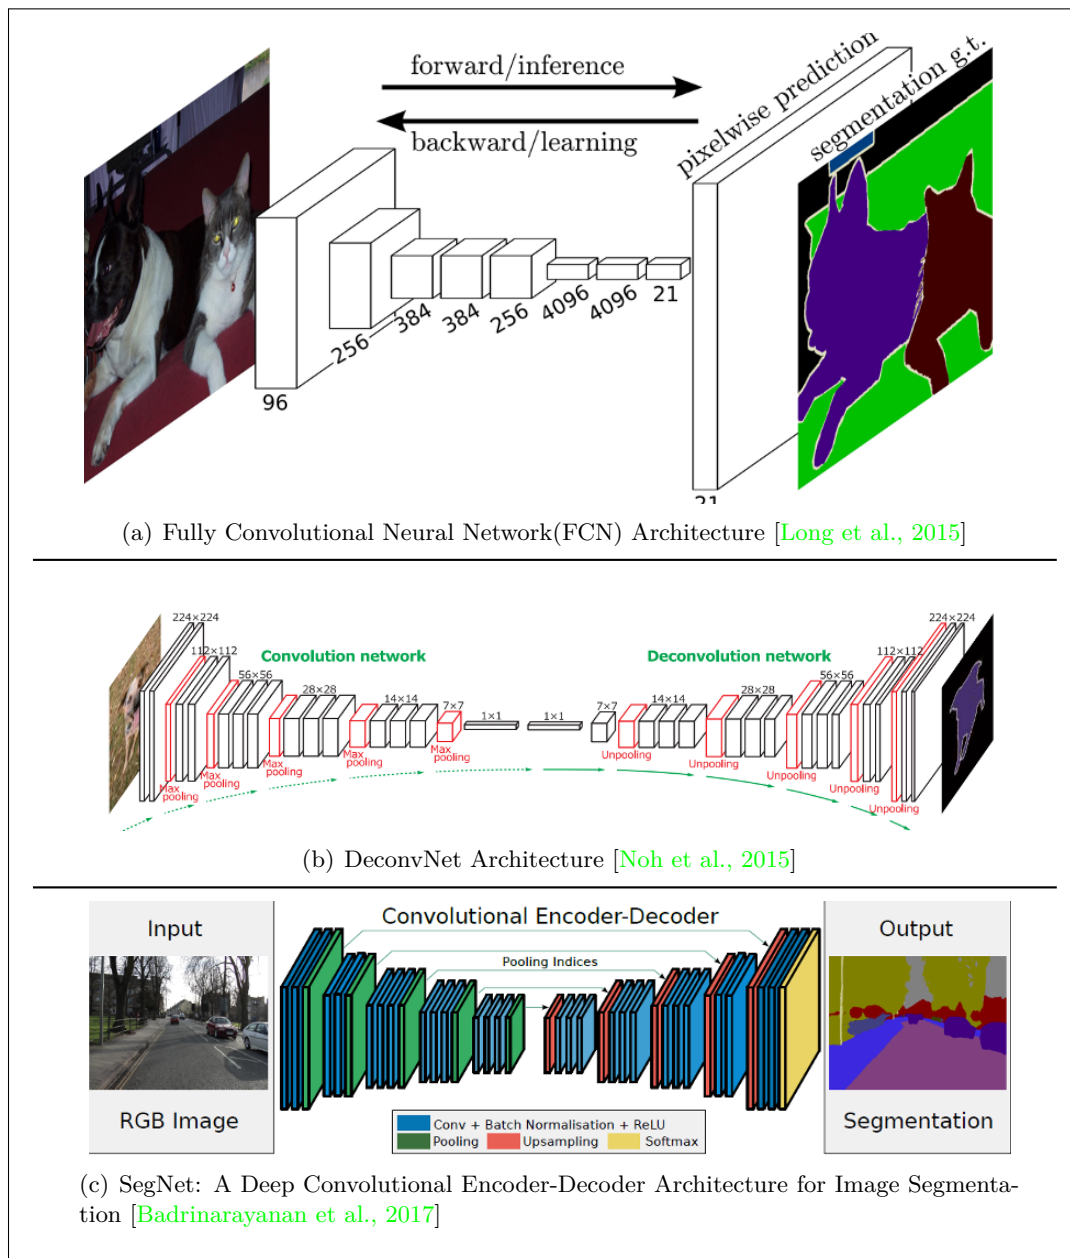 forward/inference
backward/learning
pixelwise prediction
segmentation g.t.
96
256
384
384
256
4096
4096
21
21
(a) Fully Convolutional Neural Network(FCN) Architecture [Long et al., 2015]
224×224
112×112
56×56
28×28
14×14
7×7
1×1
1×1
7×7
14×14
28×28
56×56
112×112
224×224
Convolution network
Deconvolution network
Max
pooling
Max
pooling
Max
pooling
Max
pooling
Max
pooling
Unpooling
Unpooling
Unpooling
Unpooling
Unpooling
(b) DeconvNet Architecture [Noh et al., 2015]
Input
Convolutional Encoder-Decoder
Output
Pooling Indices
RGB Image
Conv + Batch Normalisation + ReLU
Pooling
Upsampling
Softmax
Segmentation
(c) SegNet: A Deep Convolutional Encoder-Decoder Architecture for Image Segmenta-
tion [Badrinarayanan et al., 2017]